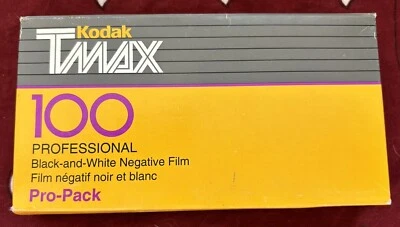 Kodak
TMAX
100
PROFESSIONAL
Black-and-White Negative Film
Film négatif noir et blanc
Pro-Pack